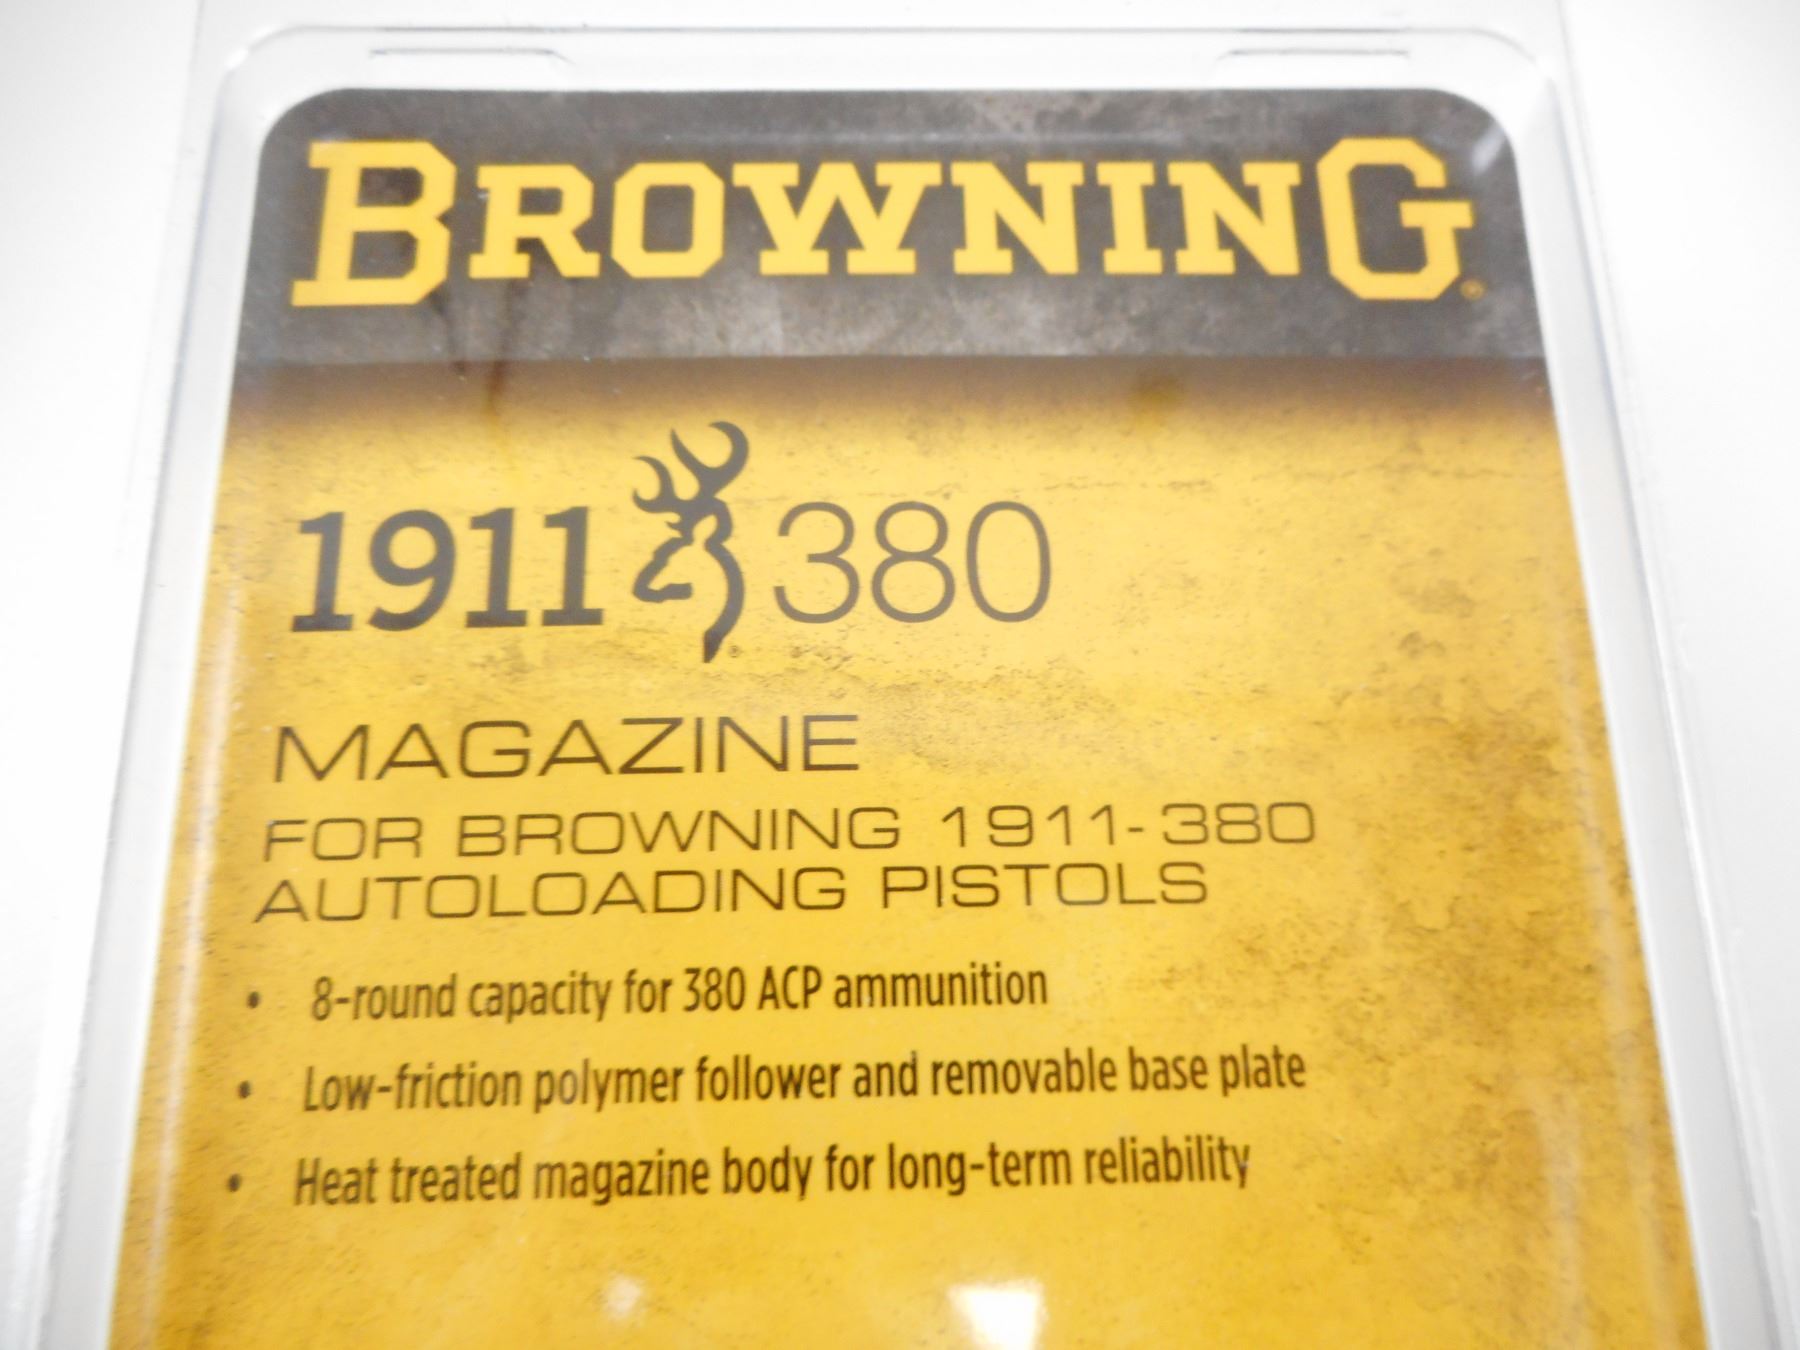 BROWNING®
1911 380
MAGAZINE
FOR BROWNING 1911-380
AUTOLOADING PISTOLS
• 8-round capacity for 380 ACP ammunition
• Low-friction polymer follower and removable base plate
• Heat treated magazine body for long-term reliability